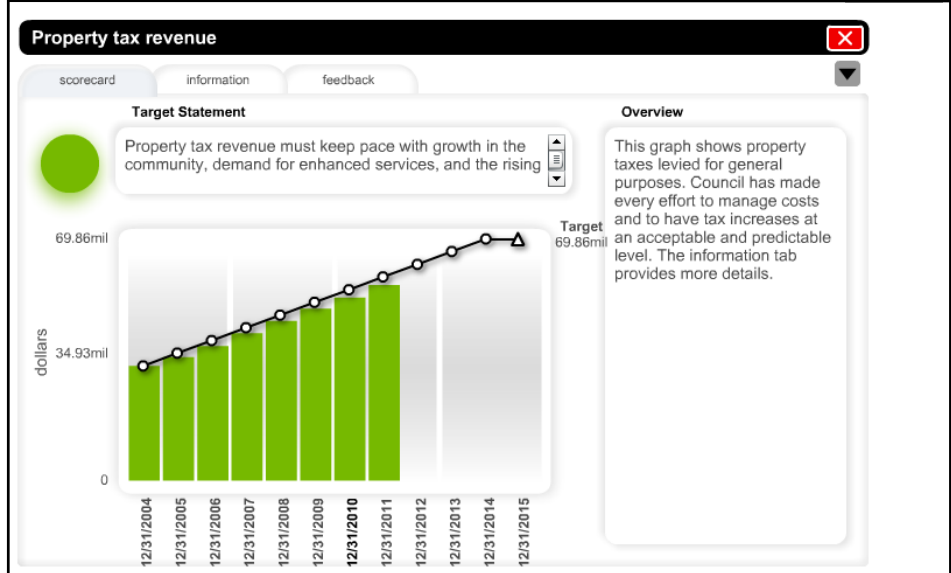 Property tax revenue
scorecard
information
feedback
Target Statement
Property tax revenue must keep pace with growth in the
community, demand for enhanced services, and the rising
Overview
This graph shows property
taxes levied for general
purposes. Council has made
every effort to manage costs
and to have tax increases at
an acceptable and predictable
level. The information tab
provides more details.
Target
69.86mil
69.86mil
34.93mil
0
dollars
12/31/2004
12/31/2005
12/31/2006
12/31/2007
12/31/2008
12/31/2009
12/31/2010
12/31/2011
12/31/2012
12/31/2013
12/31/2014
12/31/2015